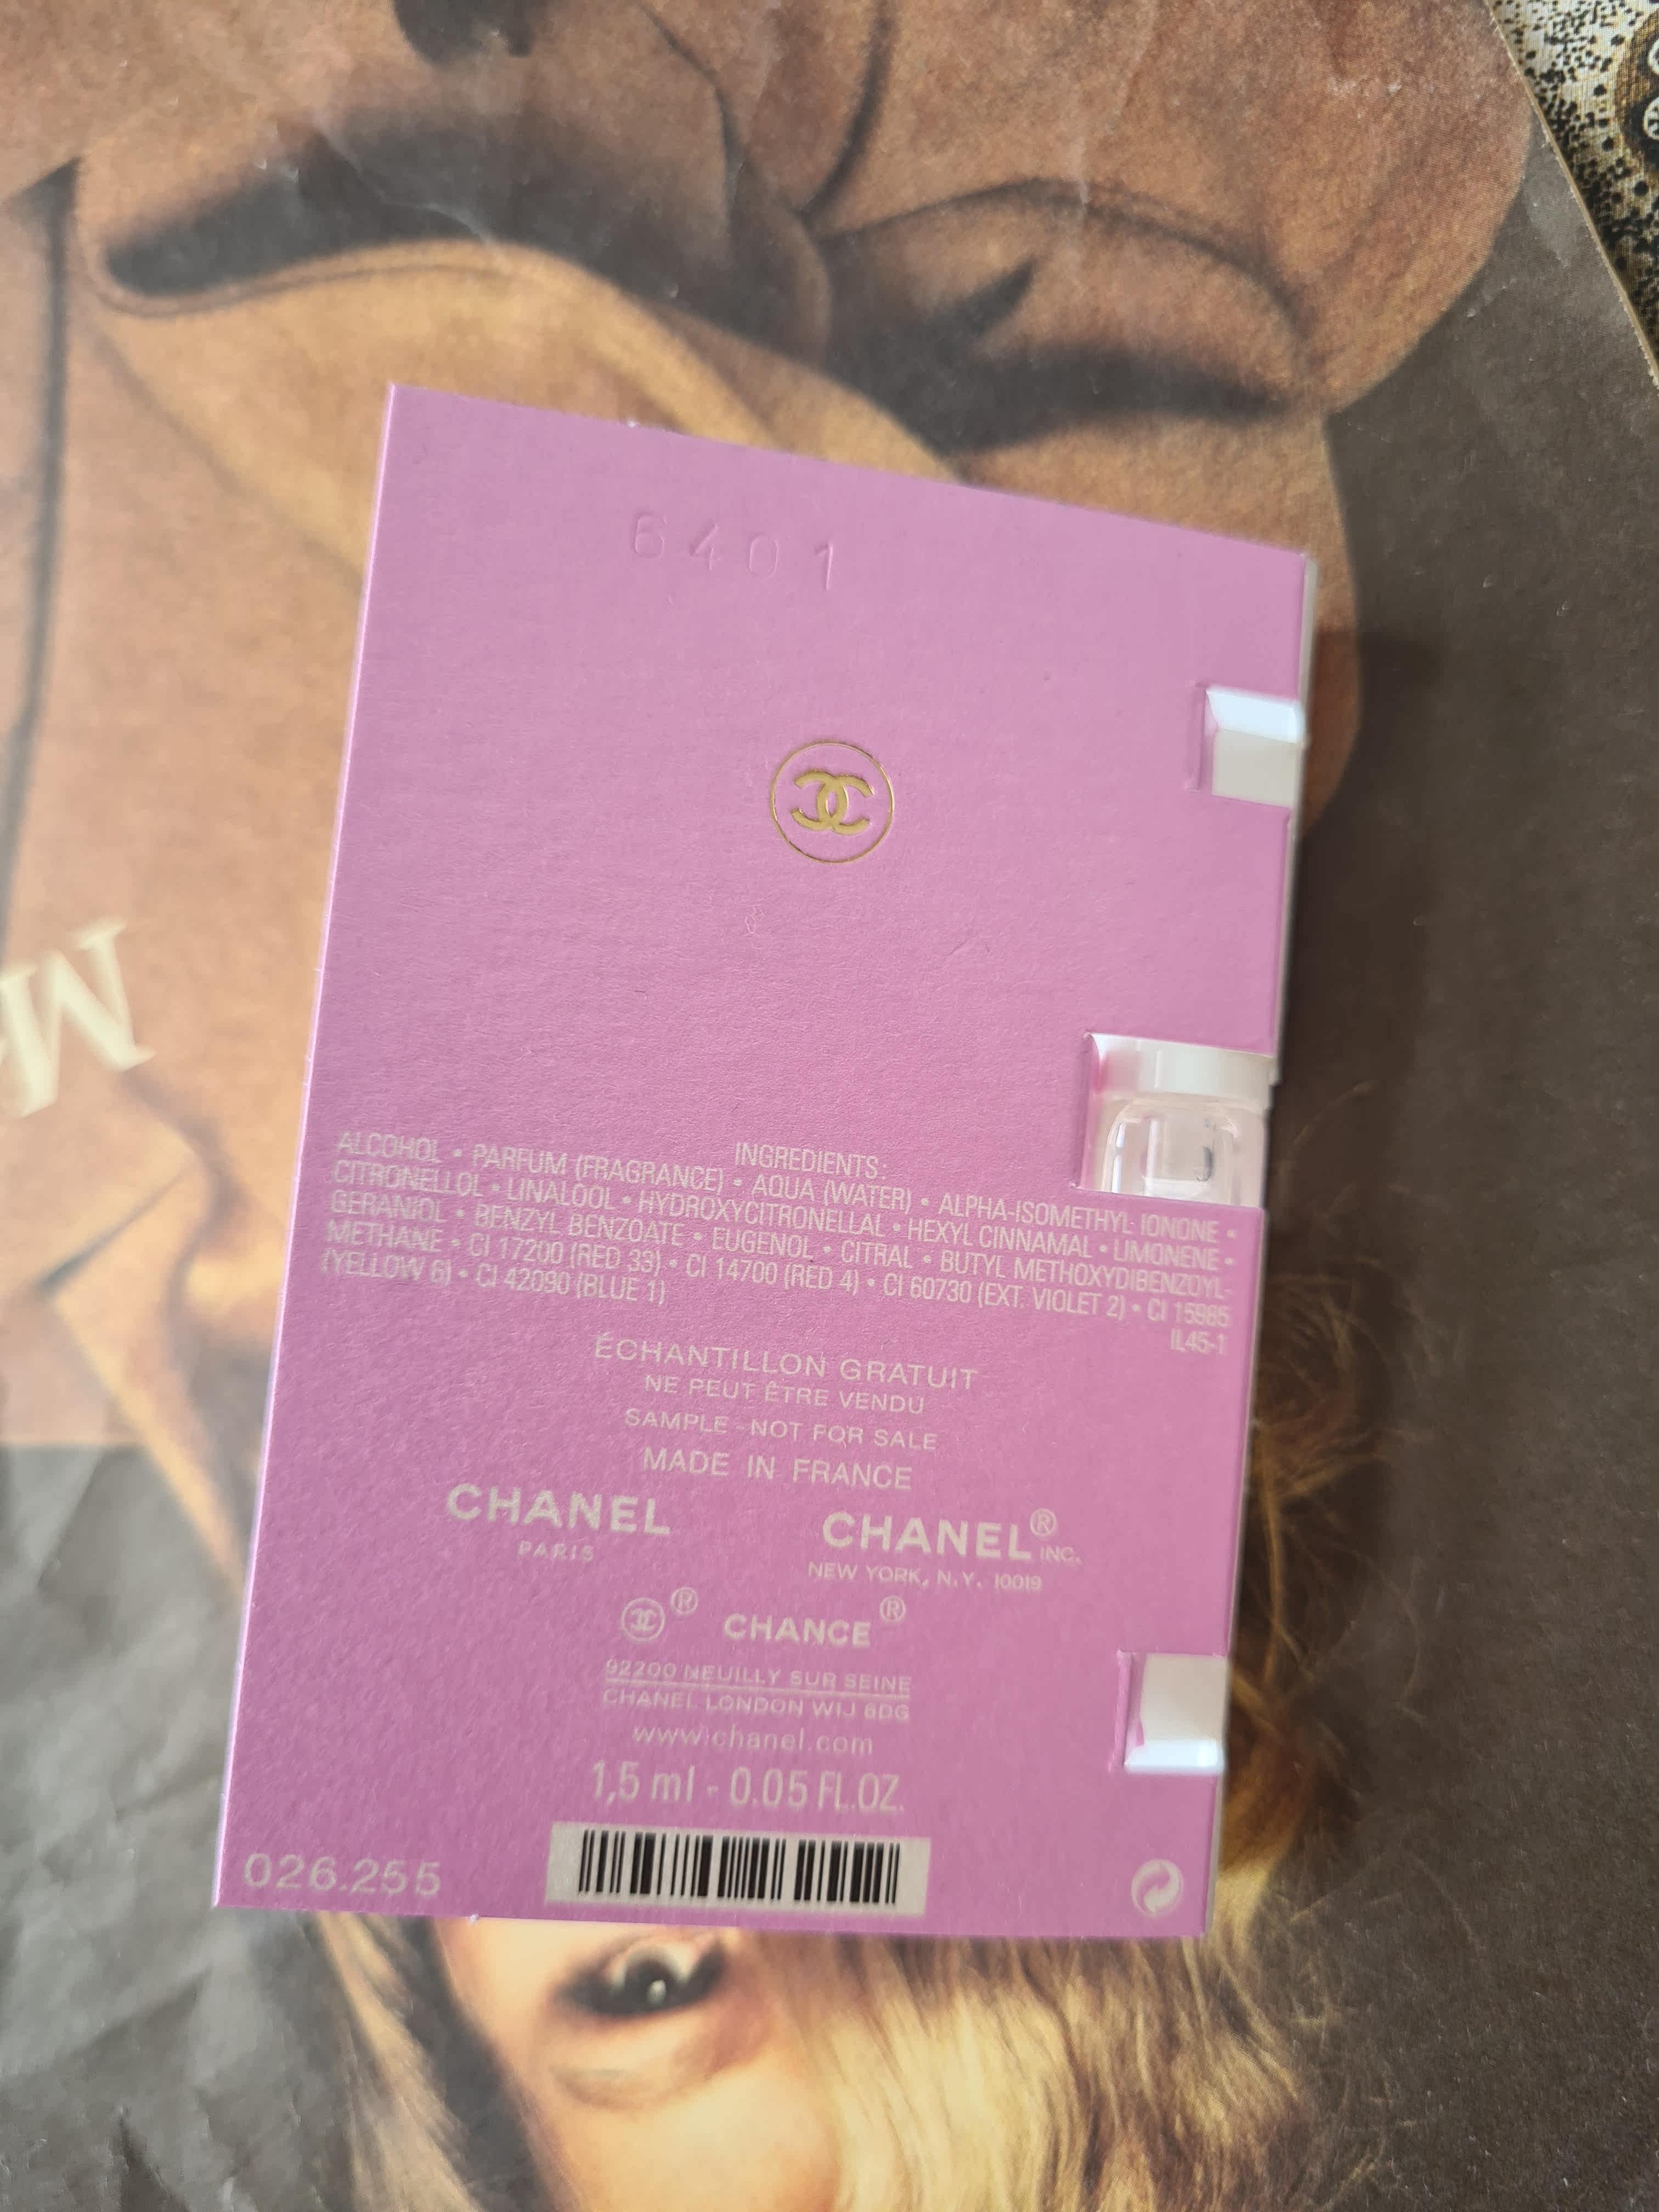 6401
INGREDIENTS:
ALCOHOL • PARFUM (FRAGRANCE) • AQUA (WATER) • ALPHA-ISOMETHYL IONONE •
CITRONELLOL • LINALOOL • HYDROXYCITRONELLAL • HEXYL CINNAMAL • LIMONENE •
GERANIOL • BENZYL BENZOATE • EUGENOL • CITRAL • BUTYL METHOXYDIBENZOYL-
METHANE • CI 17200 (RED 33) • CI 14700 (RED 4) • CI 60730 (EXT. VIOLET 2) • CI 15985
(YELLOW 6) • CI 42090 (BLUE 1)
IL45-1
ÉCHANTILLON GRATUIT
NE PEUT ÊTRE VENDU
SAMPLE - NOT FOR SALE
MADE IN FRANCE
CHANEL
PARIS
CHANEL® INC.
NEW YORK, N.Y. 10019
® CHANCE ®
92200 NEUILLY SUR SEINE
CHANEL LONDON W1J 6DG
www.chanel.com
1,5 ml - 0.05 FL.OZ.
026.255